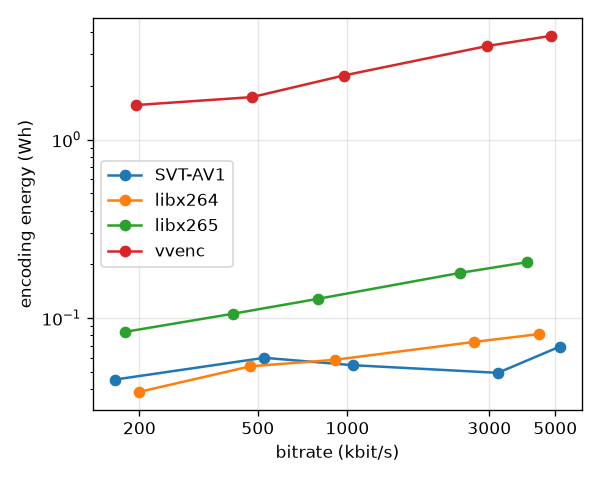 encoding energy (Wh)
10⁰
10⁻¹
SVT-AV1
libx264
libx265
vvenc
200 500 1000 3000 5000
bitrate (kbit/s)